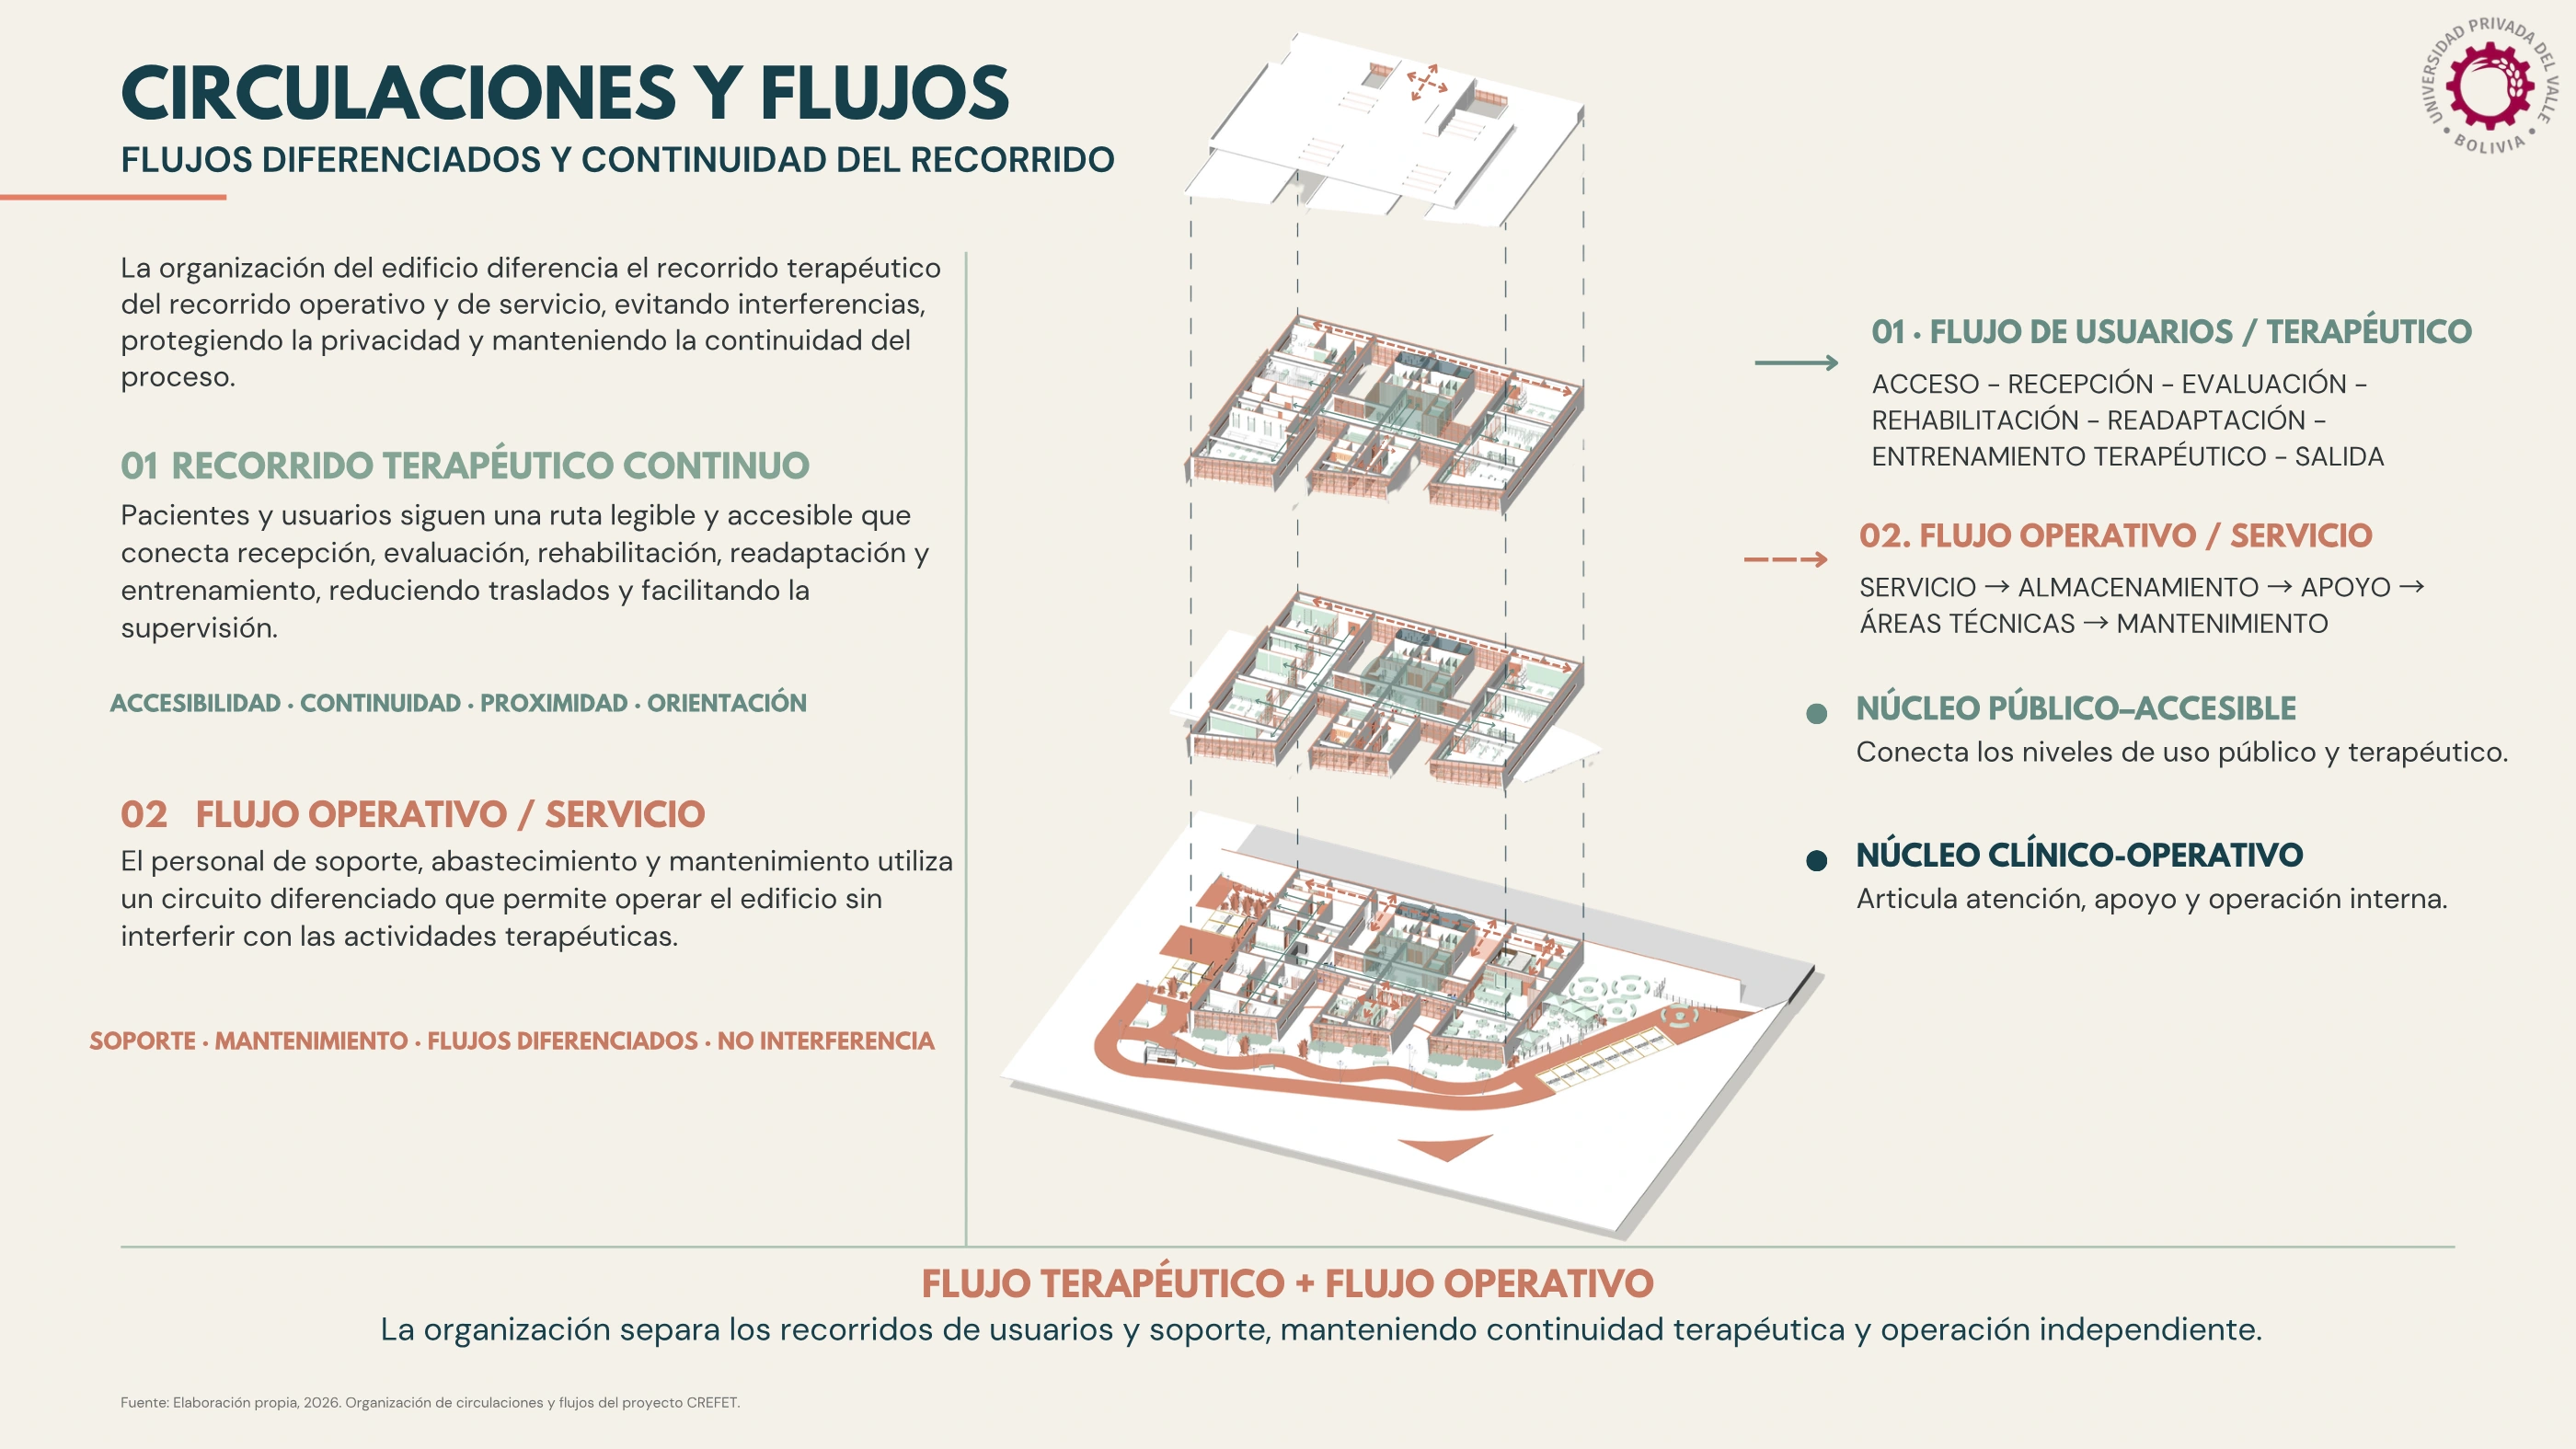 CIRCULACIONES Y FLUJOS
FLUJOS DIFERENCIADOS Y CONTINUIDAD DEL RECORRIDO
UNIVERSIDAD PRIVADA DEL VALLE • BOLIVIA •
La organización del edificio diferencia el recorrido terapéutico
del recorrido operativo y de servicio, evitando interferencias,
protegiendo la privacidad y manteniendo la continuidad del
proceso.
01 RECORRIDO TERAPÉUTICO CONTINUO
Pacientes y usuarios siguen una ruta legible y accesible que
conecta recepción, evaluación, rehabilitación, readaptación y
entrenamiento, reduciendo traslados y facilitando la
supervisión.
ACCESIBILIDAD · CONTINUIDAD · PROXIMIDAD · ORIENTACIÓN
02 FLUJO OPERATIVO / SERVICIO
El personal de soporte, abastecimiento y mantenimiento utiliza
un circuito diferenciado que permite operar el edificio sin
interferir con las actividades terapéuticas.
SOPORTE · MANTENIMIENTO · FLUJOS DIFERENCIADOS · NO INTERFERENCIA
01 · FLUJO DE USUARIOS / TERAPÉUTICO
ACCESO – RECEPCIÓN – EVALUACIÓN –
REHABILITACIÓN – READAPTACIÓN –
ENTRENAMIENTO TERAPÉUTICO – SALIDA
02. FLUJO OPERATIVO / SERVICIO
SERVICIO → ALMACENAMIENTO → APOYO →
ÁREAS TÉCNICAS → MANTENIMIENTO
NÚCLEO PÚBLICO–ACCESIBLE
Conecta los niveles de uso público y terapéutico.
NÚCLEO CLÍNICO-OPERATIVO
Articula atención, apoyo y operación interna.
FLUJO TERAPÉUTICO + FLUJO OPERATIVO
La organización separa los recorridos de usuarios y soporte, manteniendo continuidad terapéutica y operación independiente.
Fuente: Elaboración propia, 2026. Organización de circulaciones y flujos del proyecto CREFET.